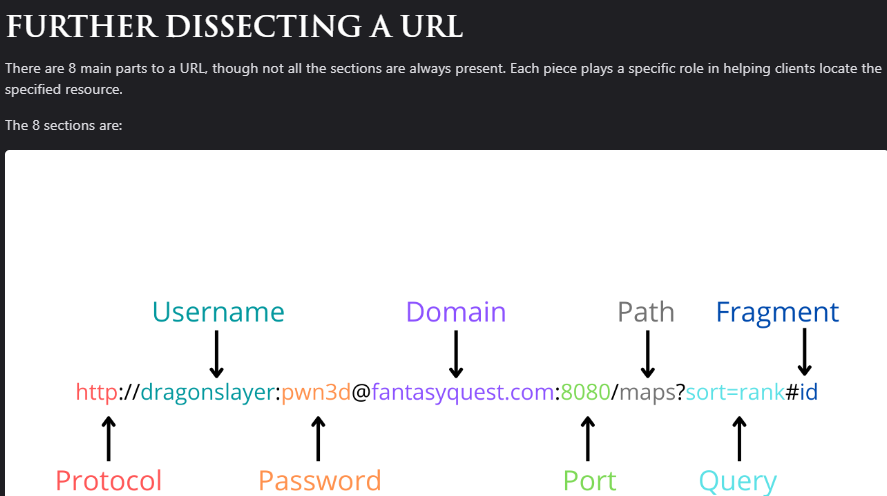 FURTHER DISSECTING A URL
There are 8 main parts to a URL, though not all the sections are always present. Each piece plays a specific role in helping clients locate the
specified resource.
The 8 sections are:
Username Domain Path Fragment
http://dragonslayer:pwn3d@fantasyquest.com:8080/maps?sort=rank#id
Protocol Password Port Query